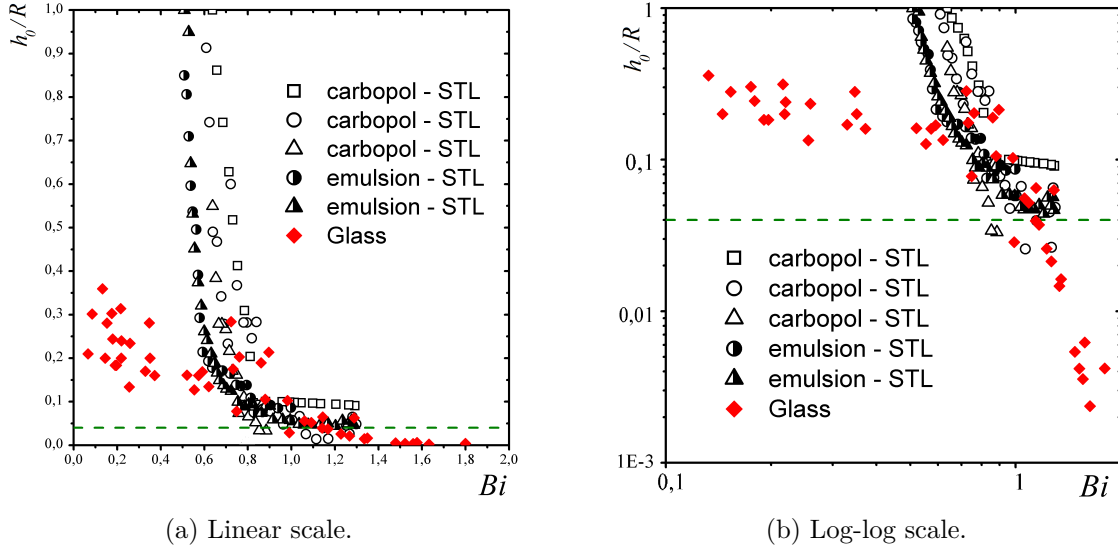 h₀/R
1,0
0,9
0,8
0,7
0,6
0,5
0,4
0,3
0,2
0,1
0,0
0,0 0,2 0,4 0,6 0,8 1,0 1,2 1,4 1,6 1,8 2,0
Bi
carbopol - STL
carbopol - STL
carbopol - STL
emulsion - STL
emulsion - STL
Glass
(a) Linear scale.
h₀/R
1
0,1
0,01
1E-3
0,1 1
Bi
carbopol - STL
carbopol - STL
carbopol - STL
emulsion - STL
emulsion - STL
Glass
(b) Log-log scale.